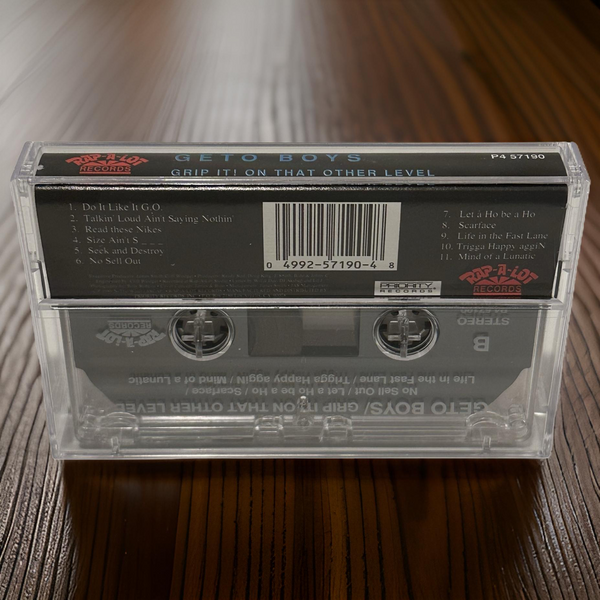 RAP-A-LOT
RECORDS
GETO BOYS
P4 57190
GRIP IT! ON THAT OTHER LEVEL
1. Do It Like It G.O.
2. Talkin' Loud Ain't Saying Nothin'
3. Read these Nikes
4. Size Ain't S _ _ _
5. Seek and Destroy
6. No Sell Out
0 4992-57190-4 8
7. Let a Ho be a Ho
8. Scarface
9. Life in the Fast Lane
10. Trigga Happy aggiN
11. Mind of a Lunatic
PRIORITY
RECORDS
RAP-A-LOT
RECORDS
RAP-A-LOT
RECORDS
STEREO
B
Life in the Fast Lane / Trigga Happy aggiN / Mind of a Lunatic
No Sell Out / Let a Ho be a Ho / Scarface /
GETO BOYS/ GRIP IT! ON THAT OTHER LEVEL